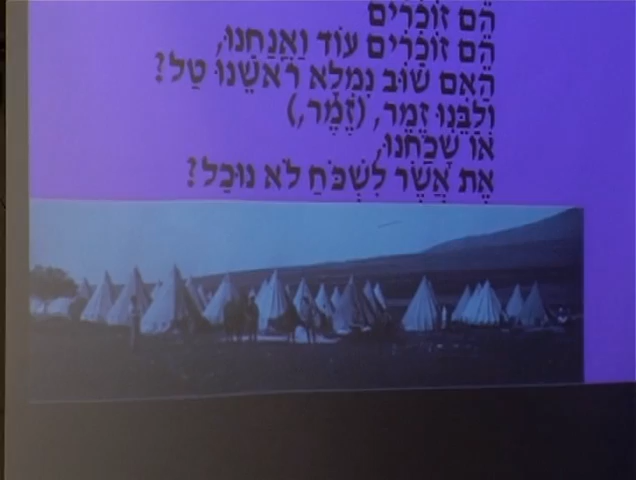 הֵם זוֹכְרִים
הֵם זוֹכְרִים עוֹד וַאֲנַחְנוּ,
הַאִם שׁוּב נִמְלָא רֹאשֵׁנוּ טַל?
וְלִבֵּנוּ זֶמֶר, (זֶמֶר,)
אוֹ שָׁכַחְנוּ,
אֶת אֲשֶׁר לִשְׁכֹּחַ לֹא נוּכַל?